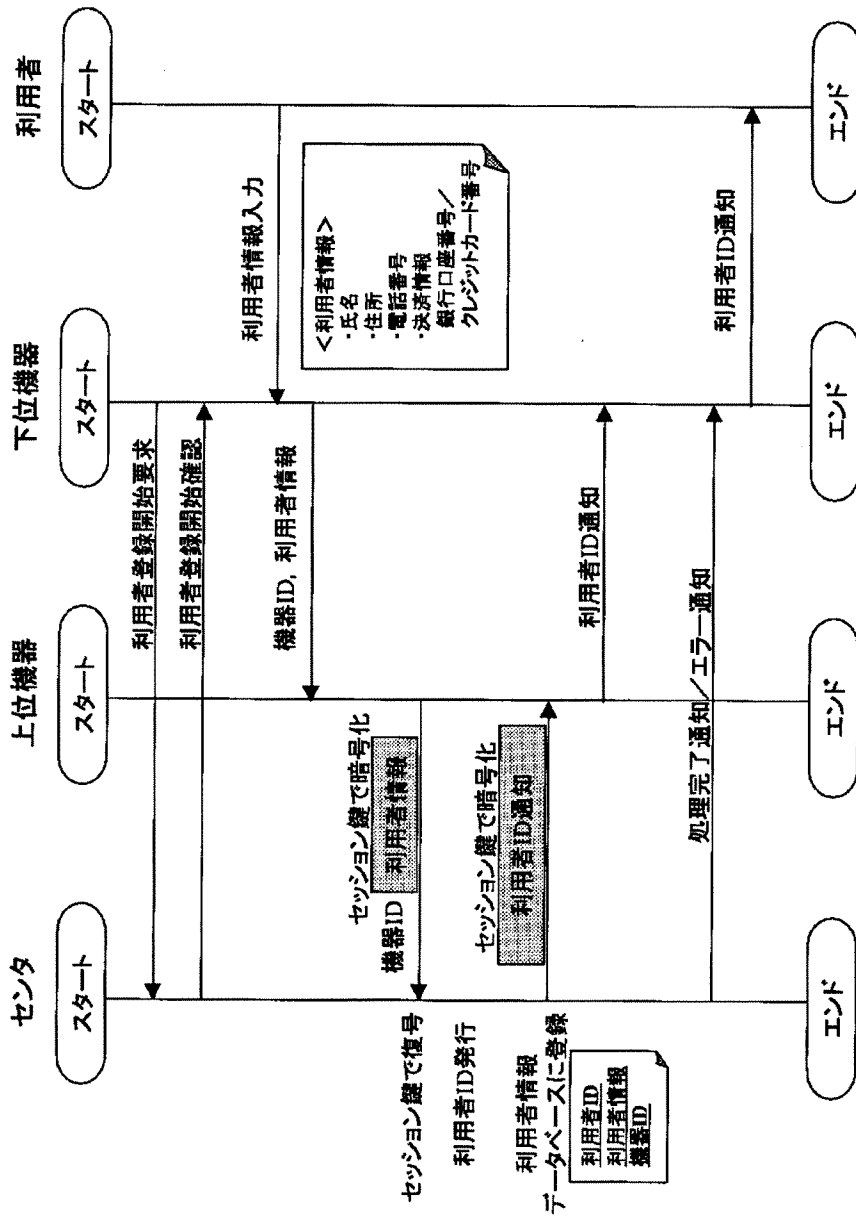 センタ
上位機器
下位機器
利用者
スタート
スタート
スタート
スタート
利用者登録開始要求
利用者登録開始確認
利用者情報入力
<利用者情報>
・氏名
・住所
・電話番号
・決済情報
銀行口座番号/
クレジットカード番号
機器ID, 利用者情報
セッション鍵で暗号化
機器ID 利用者情報
セッション鍵で復号
利用者ID発行
セッション鍵で暗号化
利用者ID通知
利用者情報
データベースに登録
利用者ID
利用者情報
機器ID
利用者ID通知
処理完了通知/エラー通知
利用者ID通知
エンド
エンド
エンド
エンド